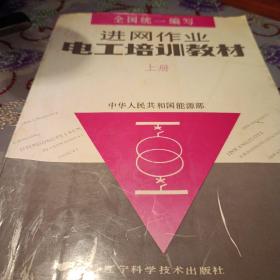 全国统一编写
进网作业
电工培训教材
上册
中华人民共和国能源部
辽宁科学技术出版社